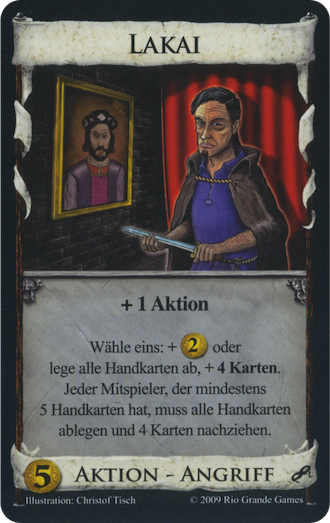 LAKAI
+ 1 Aktion
Wähle eins: + 2 oder
lege alle Handkarten ab, + 4 Karten.
Jeder Mitspieler, der mindestens
5 Handkarten hat, muss alle Handkarten
ablegen und 4 Karten nachziehen.
5 AKTION - ANGRIFF
Illustration: Christof Tisch © 2009 Rio Grande Games